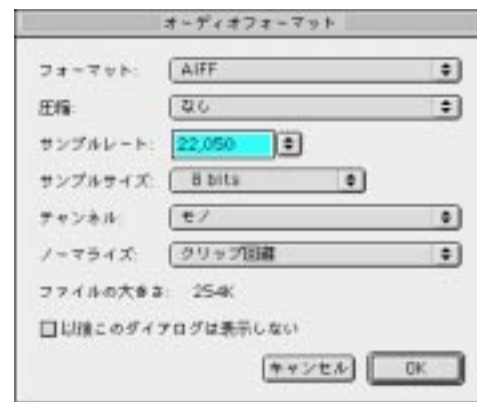 オーディオフォーマット
フォーマット: AIFF
圧縮: なし
サンプルレート: 22,050
サンプルサイズ: 8 bits
チャンネル: モノ
ノーマライズ: クリップ回避
ファイルの大きさ: 254K
以後このダイアログは表示しない
キャンセル OK